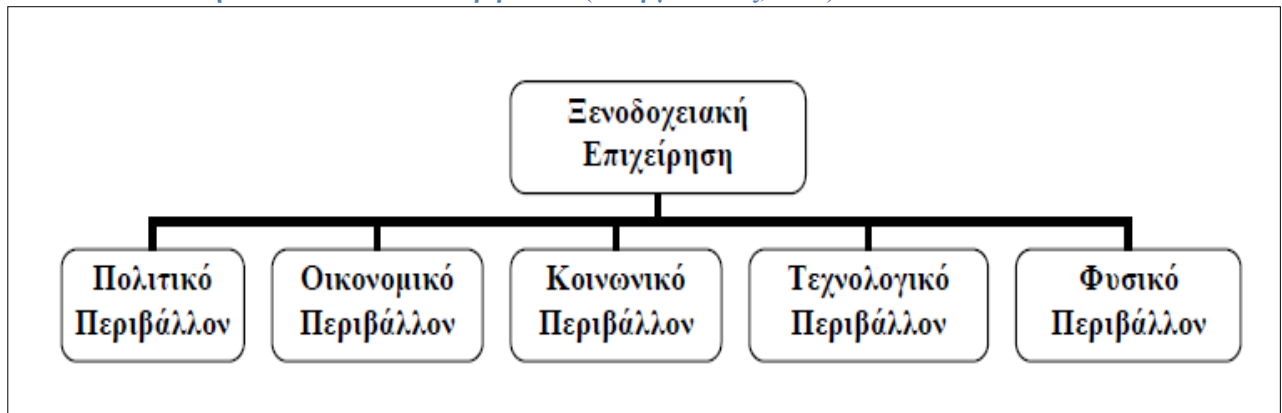 Ξενοδοχειακή
Επιχείρηση
Πολιτικό
Περιβάλλον
Οικονομικό
Περιβάλλον
Κοινωνικό
Περιβάλλον
Τεχνολογικό
Περιβάλλον
Φυσικό
Περιβάλλον